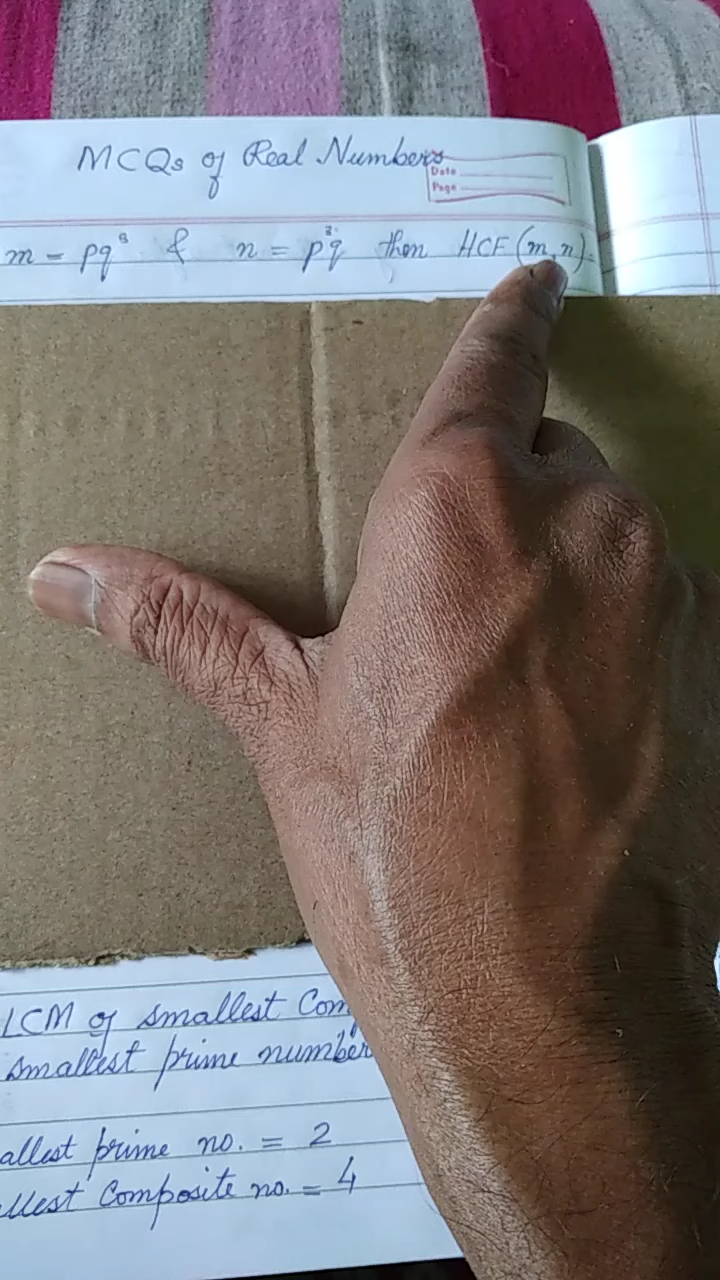 MCQs of Real Numbers
Date
Page
m = pq³ & n = p³q then HCF (m, n) =
LCM of smallest Com
smallest prime number
allest prime no. = 2
llest Composite no. = 4